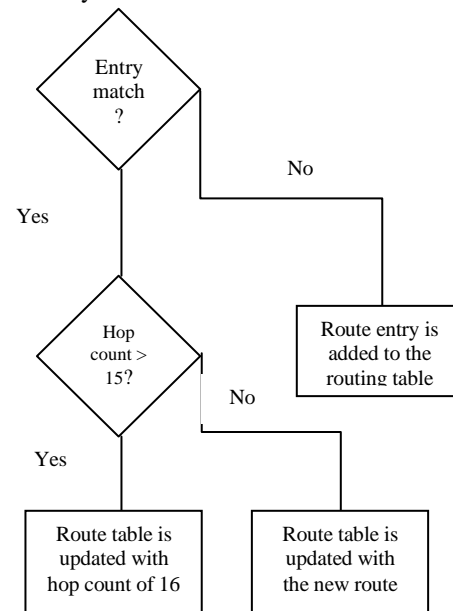 Entry
match
?
No
Yes
Route entry is
added to the
routing table
Hop
count >
15?
No
Yes
Route table is
updated with
hop count of 16
Route table is
updated with
the new route